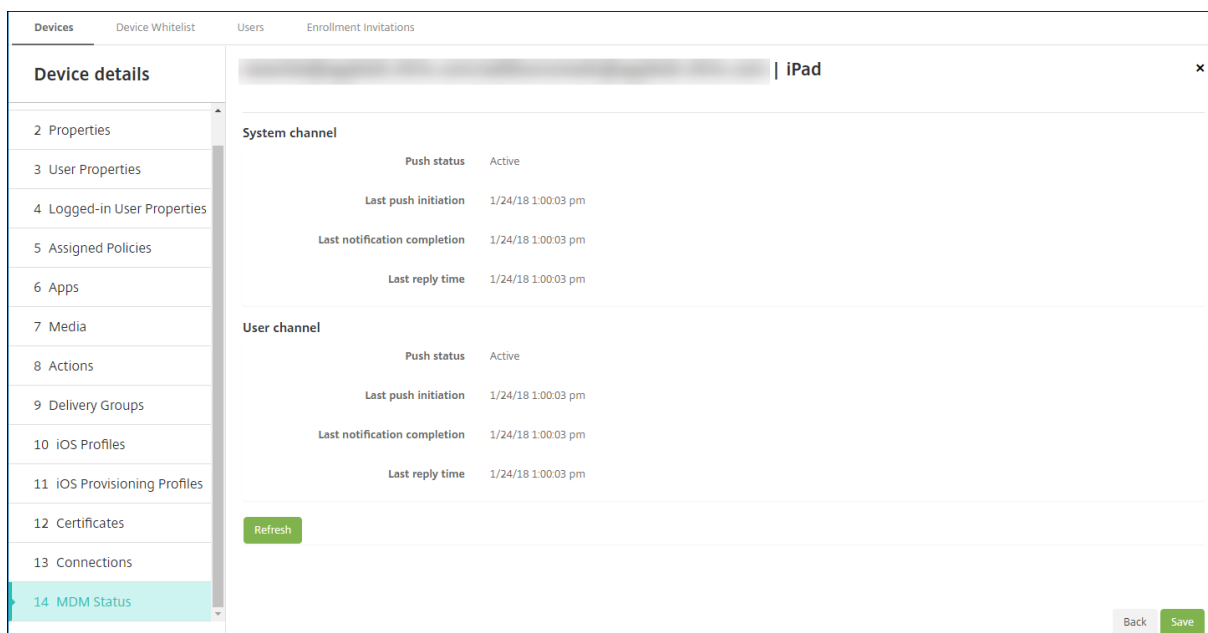 Devices Device Whitelist Users Enrollment Invitations
Device details
| iPad
×
2 Properties
3 User Properties
4 Logged-in User Properties
5 Assigned Policies
6 Apps
7 Media
8 Actions
9 Delivery Groups
10 iOS Profiles
11 iOS Provisioning Profiles
12 Certificates
13 Connections
14 MDM Status
System channel
Push status Active
Last push initiation 1/24/18 1:00:03 pm
Last notification completion 1/24/18 1:00:03 pm
Last reply time 1/24/18 1:00:03 pm
User channel
Push status Active
Last push initiation 1/24/18 1:00:03 pm
Last notification completion 1/24/18 1:00:03 pm
Last reply time 1/24/18 1:00:03 pm
Refresh
Back Save